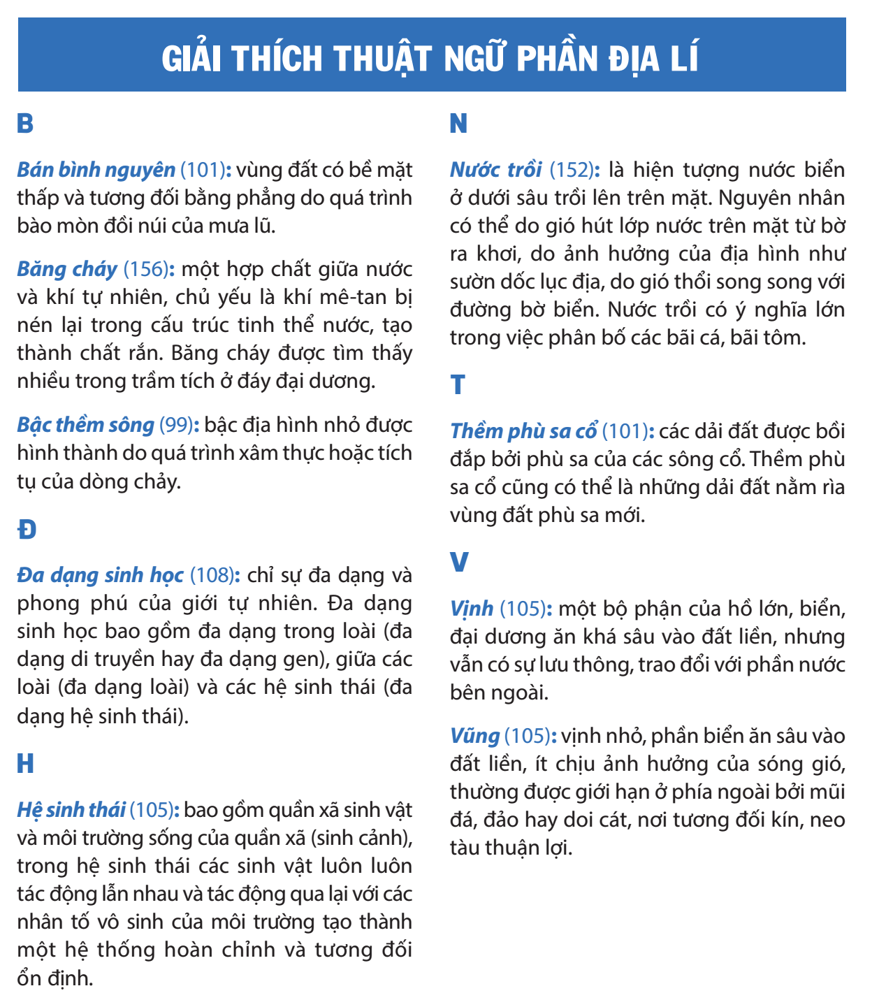 GIẢI THÍCH THUẬT NGỮ PHẦN ĐỊA LÍ
B
Bán bình nguyên (101): vùng đất có bề mặt
thấp và tương đối bằng phẳng do quá trình
bào mòn đồi núi của mưa lũ.
Băng cháy (156): một hợp chất giữa nước
và khí tự nhiên, chủ yếu là khí mê-tan bị
nén lại trong cấu trúc tinh thể nước, tạo
thành chất rắn. Băng cháy được tìm thấy
nhiều trong trầm tích ở đáy đại dương.
Bậc thềm sông (99): bậc địa hình nhỏ được
hình thành do quá trình xâm thực hoặc tích
tụ của dòng chảy.
Đ
Đa dạng sinh học (108): chỉ sự đa dạng và
phong phú của giới tự nhiên. Đa dạng
sinh học bao gồm đa dạng trong loài (đa
dạng di truyền hay đa dạng gen), giữa các
loài (đa dạng loài) và các hệ sinh thái (đa
dạng hệ sinh thái).
H
Hệ sinh thái (105): bao gồm quần xã sinh vật
và môi trường sống của quần xã (sinh cảnh),
trong hệ sinh thái các sinh vật luôn luôn
tác động lẫn nhau và tác động qua lại với các
nhân tố vô sinh của môi trường tạo thành
một hệ thống hoàn chỉnh và tương đối
ổn định.
N
Nước trồi (152): là hiện tượng nước biển
ở dưới sâu trồi lên trên mặt. Nguyên nhân
có thể do gió hút lớp nước trên mặt từ bờ
ra khơi, do ảnh hưởng của địa hình như
sườn dốc lục địa, do gió thổi song song với
đường bờ biển. Nước trồi có ý nghĩa lớn
trong việc phân bố các bãi cá, bãi tôm.
T
Thềm phù sa cổ (101): các dải đất được bồi
đắp bởi phù sa của các sông cổ. Thềm phù
sa cổ cũng có thể là những dải đất nằm rìa
vùng đất phù sa mới.
V
Vịnh (105): một bộ phận của hồ lớn, biển,
đại dương ăn khá sâu vào đất liền, nhưng
vẫn có sự lưu thông, trao đổi với phần nước
bên ngoài.
Vũng (105): vịnh nhỏ, phần biển ăn sâu vào
đất liền, ít chịu ảnh hưởng của sóng gió,
thường được giới hạn ở phía ngoài bởi mũi
đá, đảo hay doi cát, nơi tương đối kín, neo
tàu thuận lợi.